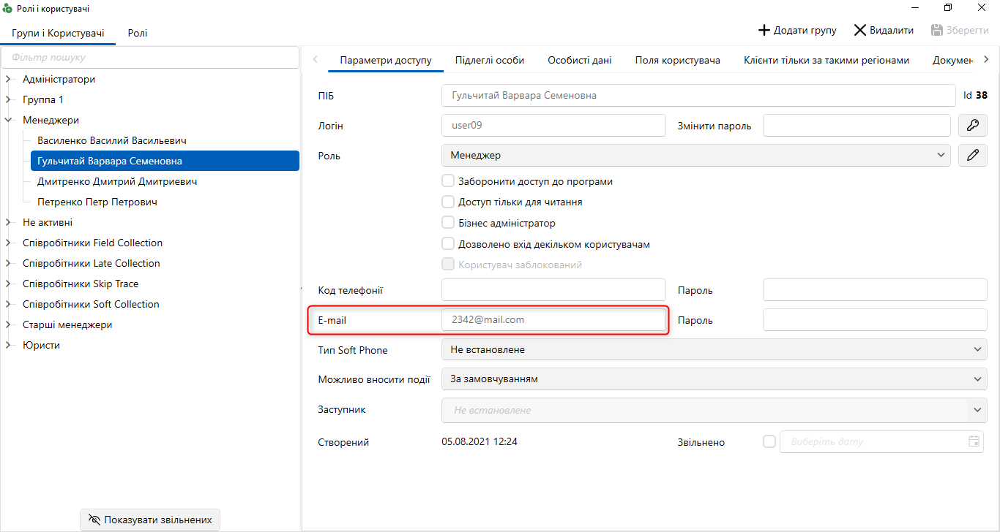 Ролі і користувачі
Групи і Користувачі Ролі
Додати групу Видалити Зберегти
Фільтр пошуку
Адміністратори
Группа 1
Менеджери
Василенко Василий Васильевич
Гульчитай Варвара Семеновна
Дмитренко Дмитрий Дмитриевич
Петренко Петр Петрович
Не активні
Співробітники Field Collection
Співробітники Late Collection
Співробітники Skip Trace
Співробітники Soft Collection
Старші менеджери
Юристи
Показувати звільнених
Параметри доступу Підлеглі особи Особисті дані Поля користувача Клієнти тільки за такими регіонами Докумен
ПІБ Гульчитай Варвара Семеновна Id 38
Логін user09 Змінити пароль
Роль Менеджер
Заборонити доступ до програми
Доступ тільки для читання
Бізнес адміністратор
Дозволено вхід декільком користувачам
Користувач заблокований
Код телефонії Пароль
E-mail 2342@mail.com Пароль
Тип Soft Phone Не встановлене
Можливо вносити події За замовчуванням
Заступник Не встановлене
Створений 05.08.2021 12:24 Звільнено Виберіть дату